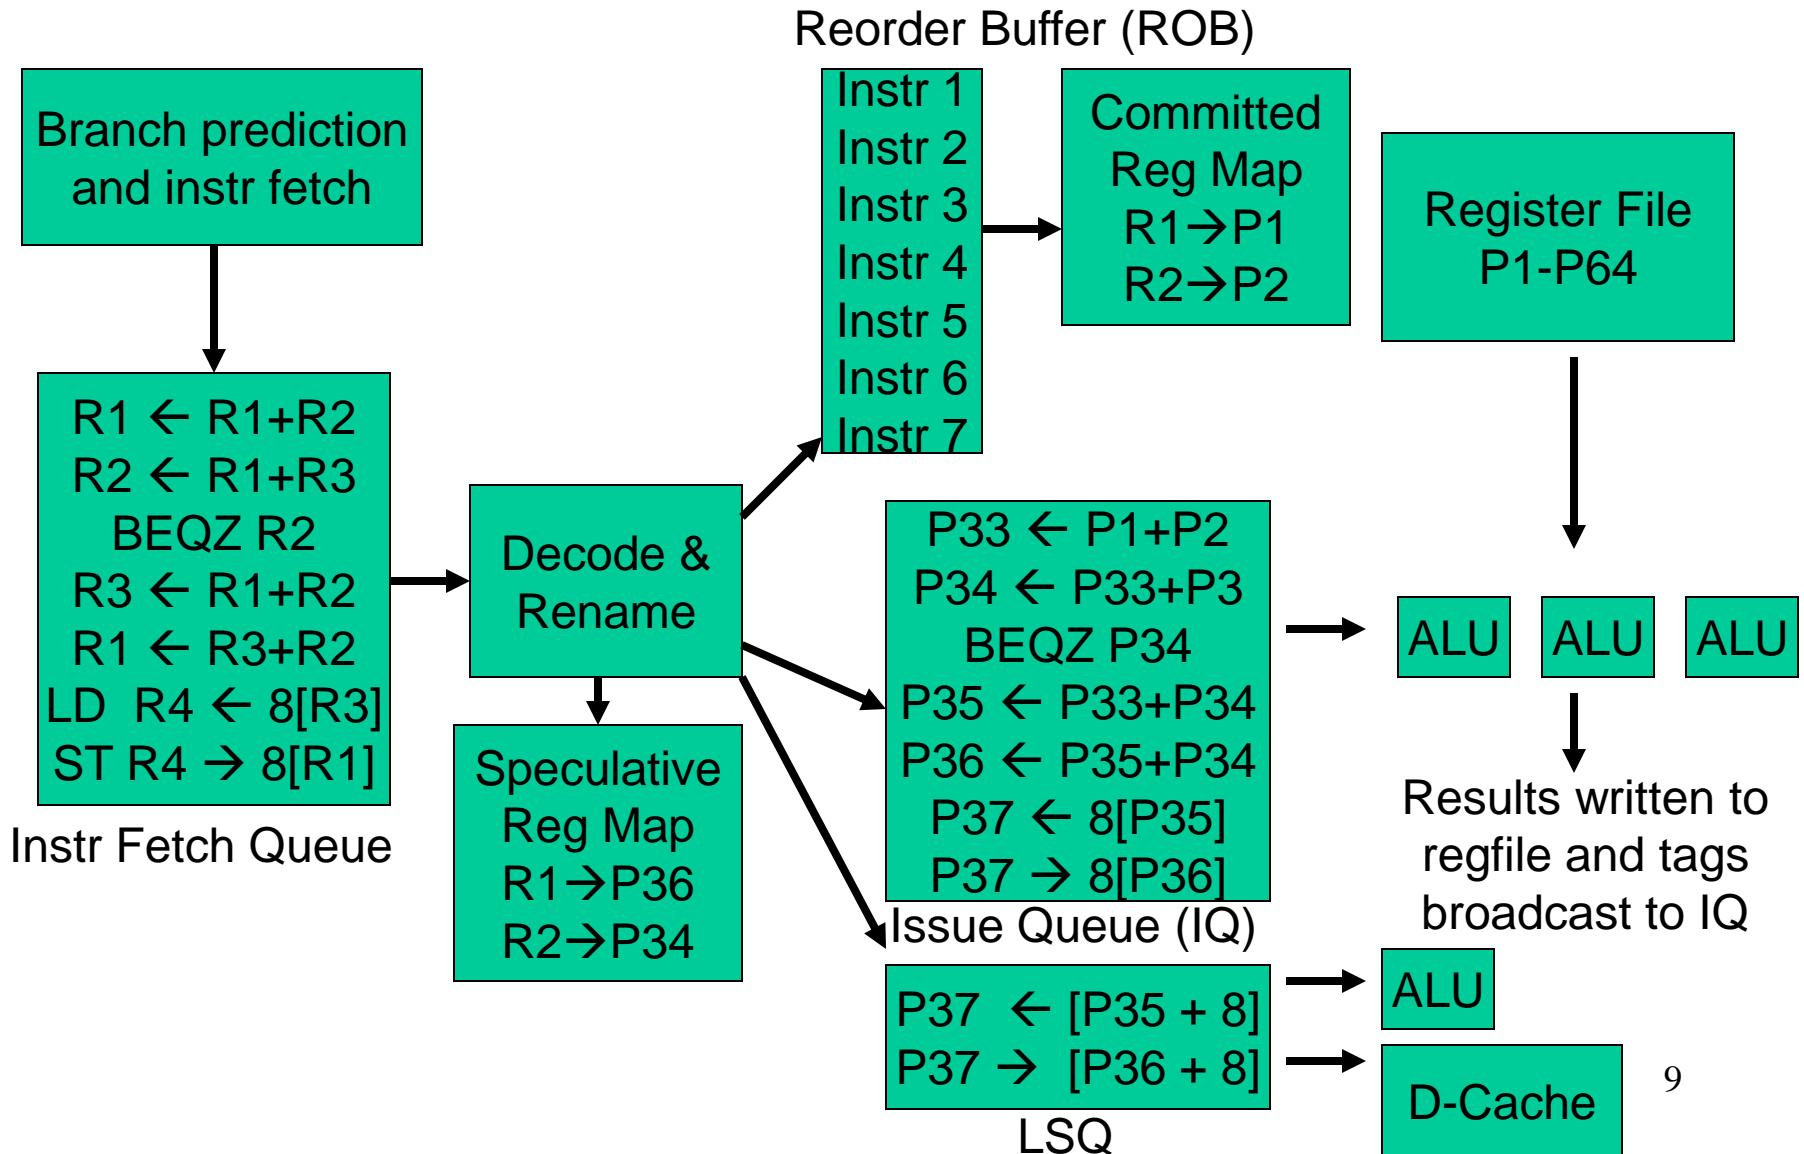 Reorder Buffer (ROB)
Branch prediction
and instr fetch
Instr 1
Instr 2
Instr 3
Instr 4
Instr 5
Instr 6
Instr 7
Committed
Reg Map
R1→P1
R2→P2
Register File
P1-P64
R1 ← R1+R2
R2 ← R1+R3
BEQZ R2
R3 ← R1+R2
R1 ← R3+R2
LD R4 ← 8[R3]
ST R4 → 8[R1]
Instr Fetch Queue
Decode &
Rename
Speculative
Reg Map
R1→P36
R2→P34
P33 ← P1+P2
P34 ← P33+P3
BEQZ P34
P35 ← P33+P34
P36 ← P35+P34
P37 ← 8[P35]
P37 → 8[P36]
Issue Queue (IQ)
ALU
ALU
ALU
Results written to
regfile and tags
broadcast to IQ
P37 ← [P35 + 8]
P37 → [P36 + 8]
LSQ
ALU
D-Cache
9